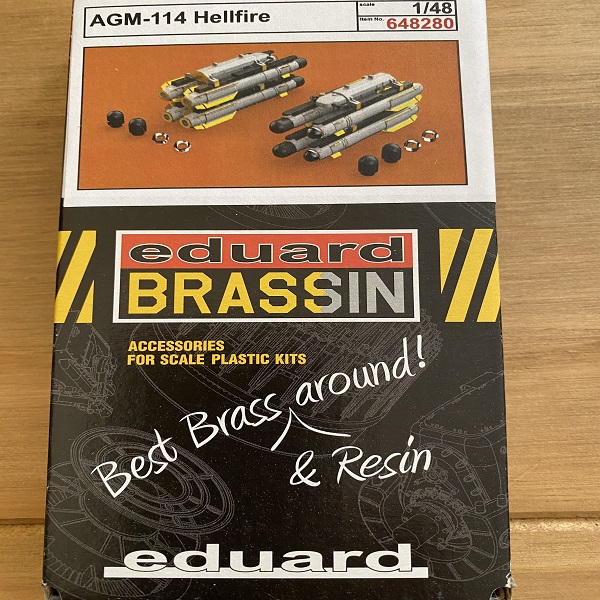 AGM-114 Hellfire
scale 1/48
Item No. 648280
eduard
BRASSIN
ACCESSORIES
FOR SCALE PLASTIC KITS
Best Brass around!
& Resin
eduard